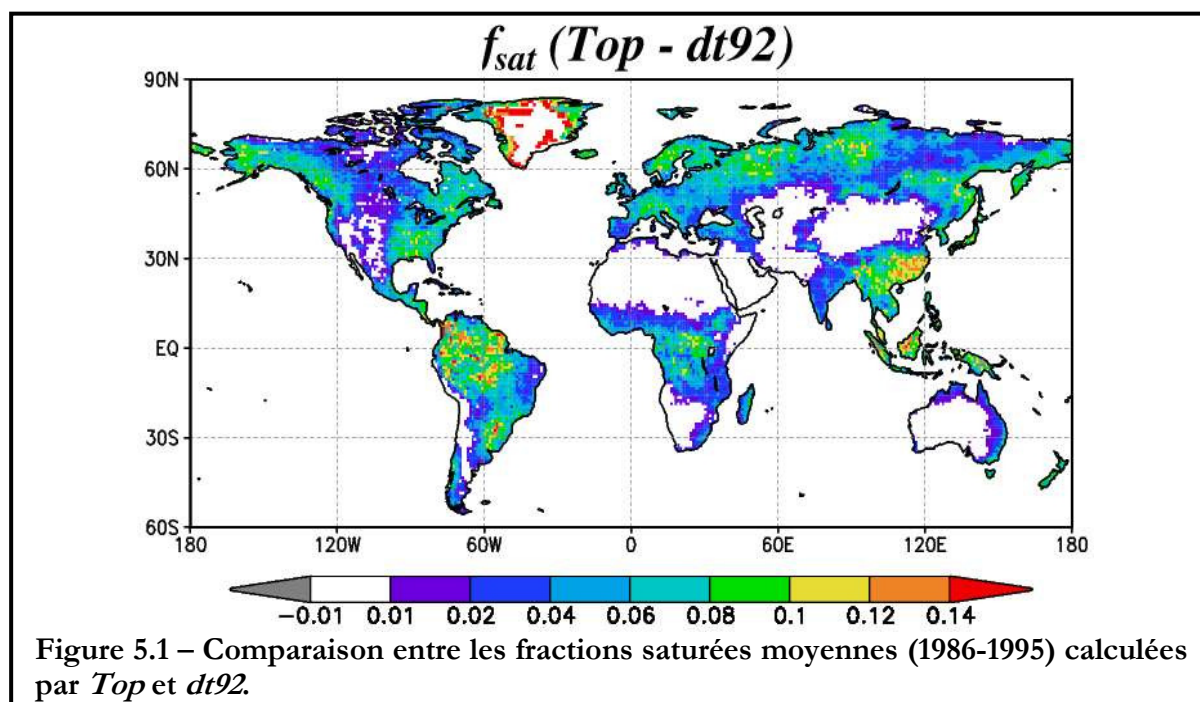 f_sat (Top - dt92)
90N
60N
30N
EQ
30S
60S
180 120W 60W 0 60E 120E 180
−0.01 0.01 0.02 0.04 0.06 0.08 0.1 0.12 0.14
Figure 5.1 – Comparaison entre les fractions saturées moyennes (1986-1995) calculées
par Top et dt92.